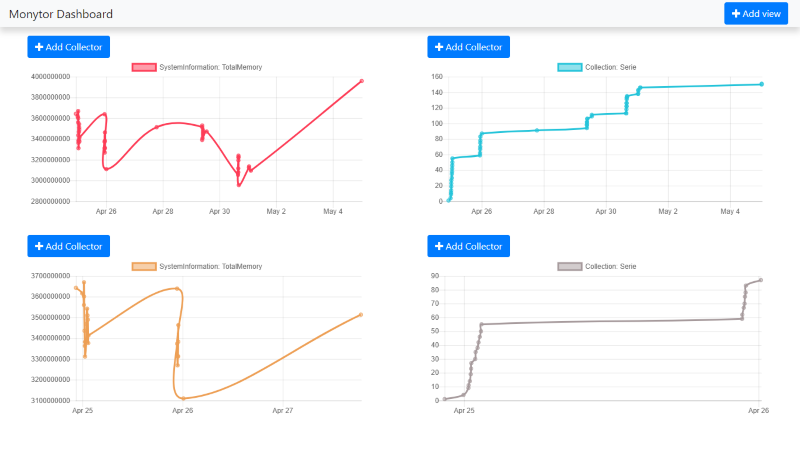 Monytor Dashboard
Add view
Add Collector
SystemInformation: TotalMemory
4000000000
3800000000
3600000000
3400000000
3200000000
3000000000
2800000000
Apr 26 Apr 28 Apr 30 May 2 May 4
Add Collector
Collection: Serie
160
140
120
100
80
60
40
20
0
Apr 26 Apr 28 Apr 30 May 2 May 4
Add Collector
SystemInformation: TotalMemory
3700000000
3600000000
3500000000
3400000000
3300000000
3200000000
3100000000
Apr 25 Apr 26 Apr 27
Add Collector
Collection: Serie
90
80
70
60
50
40
30
20
10
0
Apr 25 Apr 26